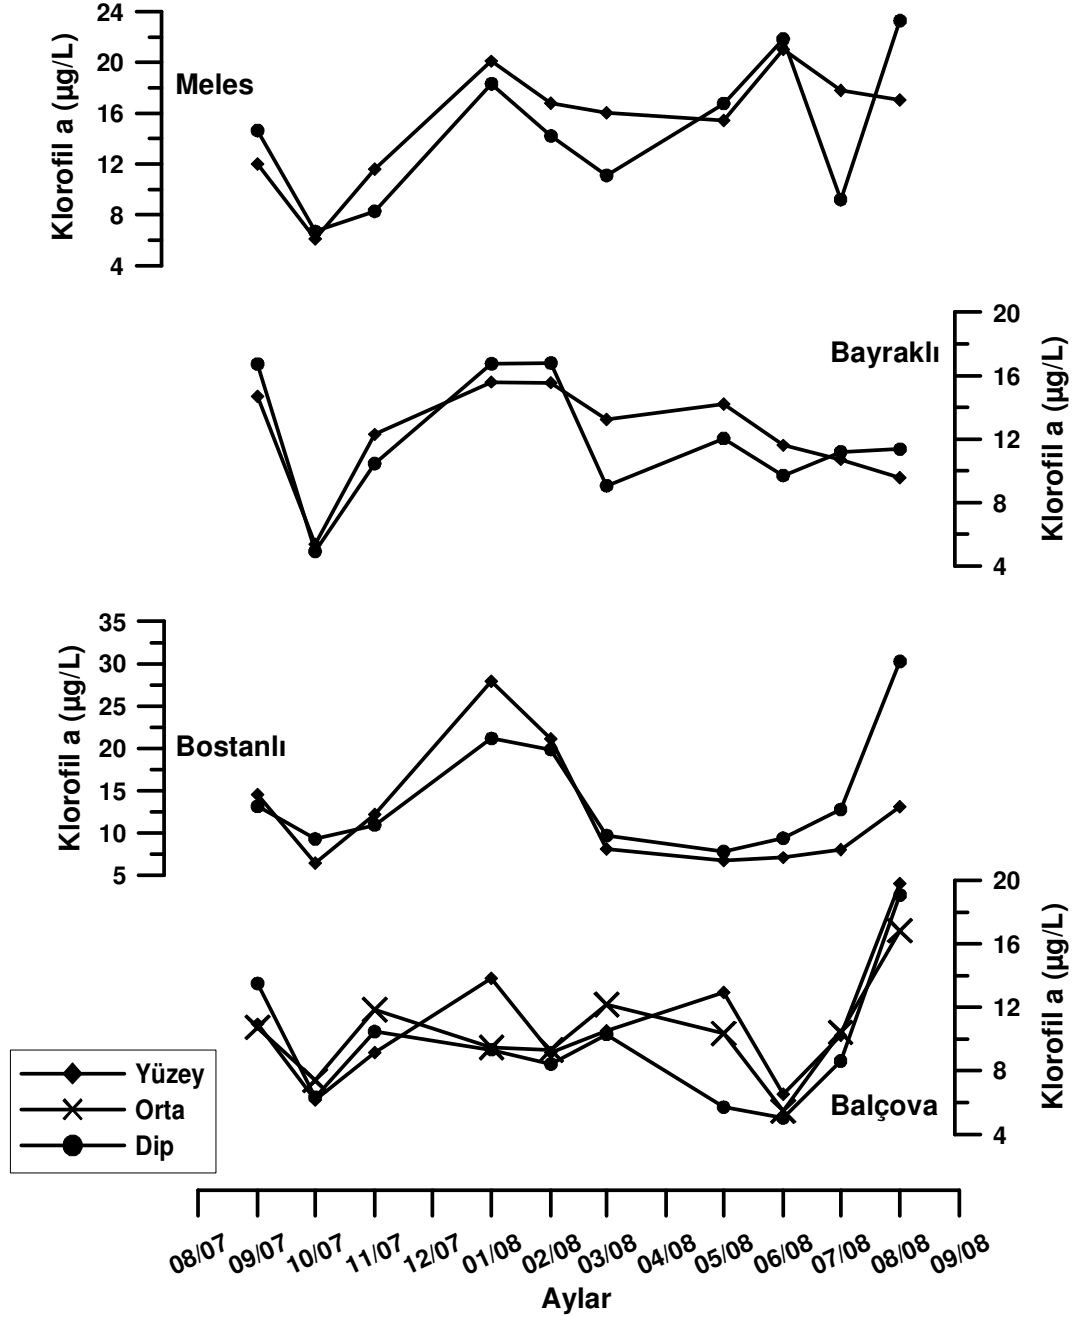 24
20
16
12
8
4
Klorofil a (µg/L)
Meles
20
16
12
8
4
Klorofil a (µg/L)
Bayraklı
35
30
25
20
15
10
5
Klorofil a (µg/L)
Bostanlı
20
16
12
8
4
Klorofil a (µg/L)
Balçova
Yüzey
Orta
Dip
08/07 09/07 10/07 11/07 12/07 01/08 02/08 03/08 04/08 05/08 06/08 07/08 08/08 09/08
Aylar